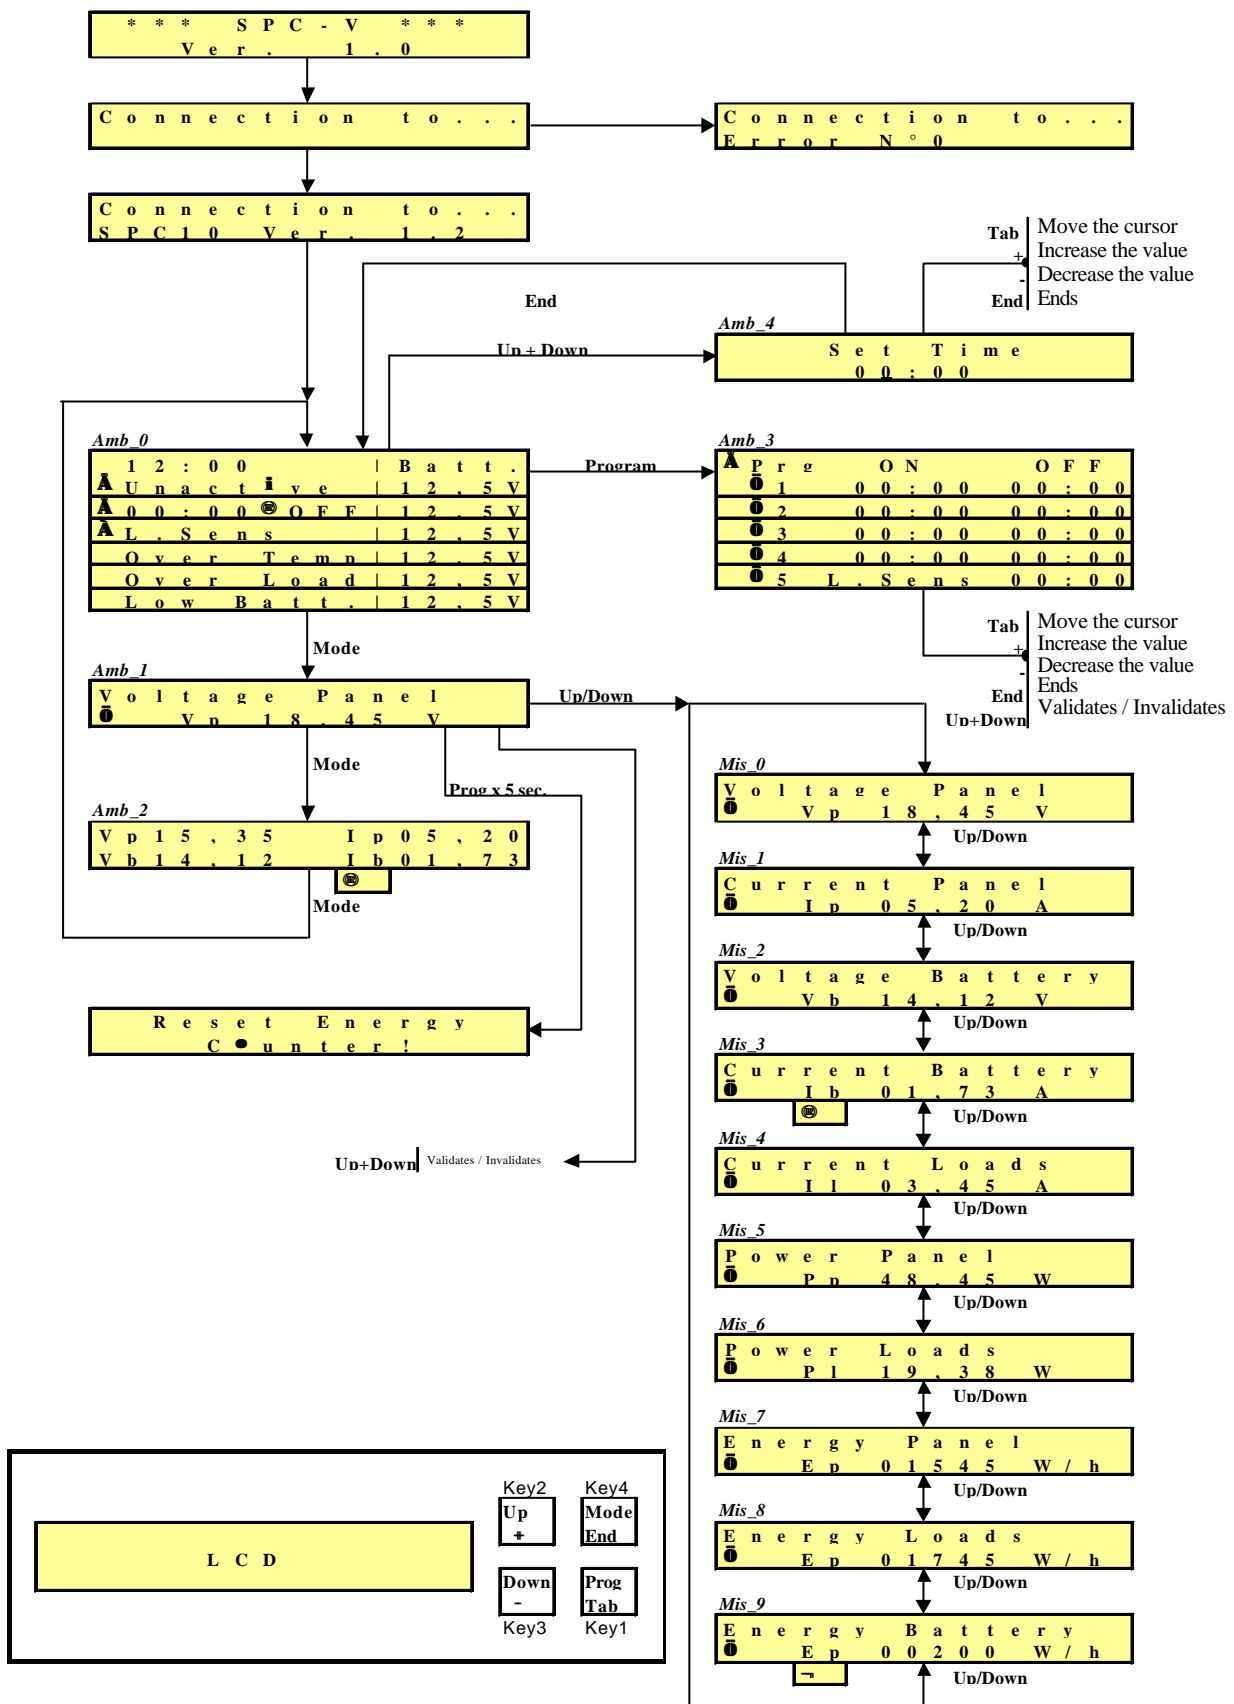 * * * SPC-V * * *
Ver. 1.0
Connection to...
Connection to...
Error N°0
Connection to...
SPC10 Ver. 1.2
Tab Move the cursor
+ Increase the value
- Decrease the value
End Ends
End
Up + Down
Amb_4
Set Time
00:00
Amb_0
12:00 |Batt.
Unactive |12,5V
00:00 OFF|12,5V
L.Sens |12,5V
Over Temp|12,5V
Over Load|12,5V
Low Batt.|12,5V
Program
Amb_3
Prg ON OFF
1 00:00 00:00
2 00:00 00:00
3 00:00 00:00
4 00:00 00:00
5 L.Sens 00:00
Tab Move the cursor
+ Increase the value
- Decrease the value
End Ends
Up+Down Validates / Invalidates
Mode
Amb_1
Voltage Panel
Vp 18,45 V
Up/Down
Mode
Prog x 5 sec.
Amb_2
Vp15,35 Ip05,20
Vb14,12 Ib01,73
Mode
Reset Energy
Counter!
Up+Down Validates / Invalidates
Mis_0
Voltage Panel
Vp 18,45 V
Up/Down
Mis_1
Current Panel
Ip 05,20 A
Up/Down
Mis_2
Voltage Battery
Vb 14,12 V
Up/Down
Mis_3
Current Battery
Ib 01,73 A
Up/Down
Mis_4
Current Loads
Il 03,45 A
Up/Down
Mis_5
Power Panel
Pp 48,45 W
Up/Down
Mis_6
Power Loads
Pl 19,38 W
Up/Down
Mis_7
Energy Panel
Ep 01545 W/h
Up/Down
Mis_8
Energy Loads
Ep 01745 W/h
Up/Down
Mis_9
Energy Battery
Ep 00200 W/h
¬
Up/Down
LCD
Key2 Key4
Up Mode
+ End
Down Prog
- Tab
Key3 Key1